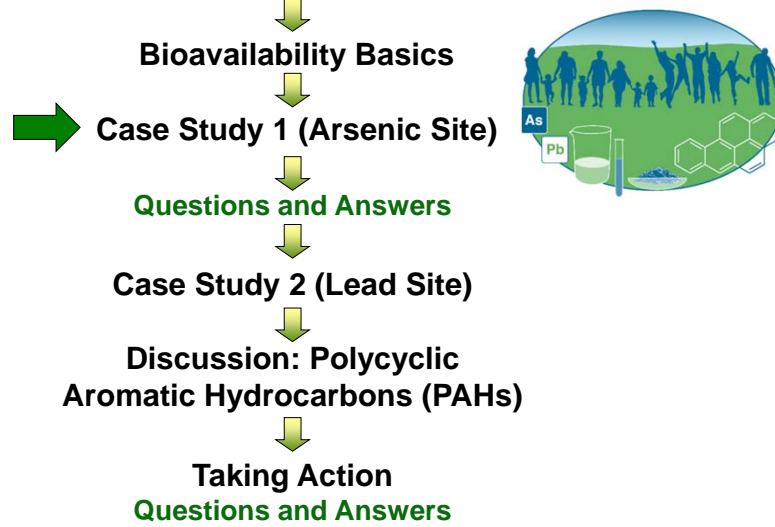 Bioavailability Basics
Case Study 1 (Arsenic Site)
As
Pb
Questions and Answers
Case Study 2 (Lead Site)
Discussion: Polycyclic
Aromatic Hydrocarbons (PAHs)
Taking Action
Questions and Answers